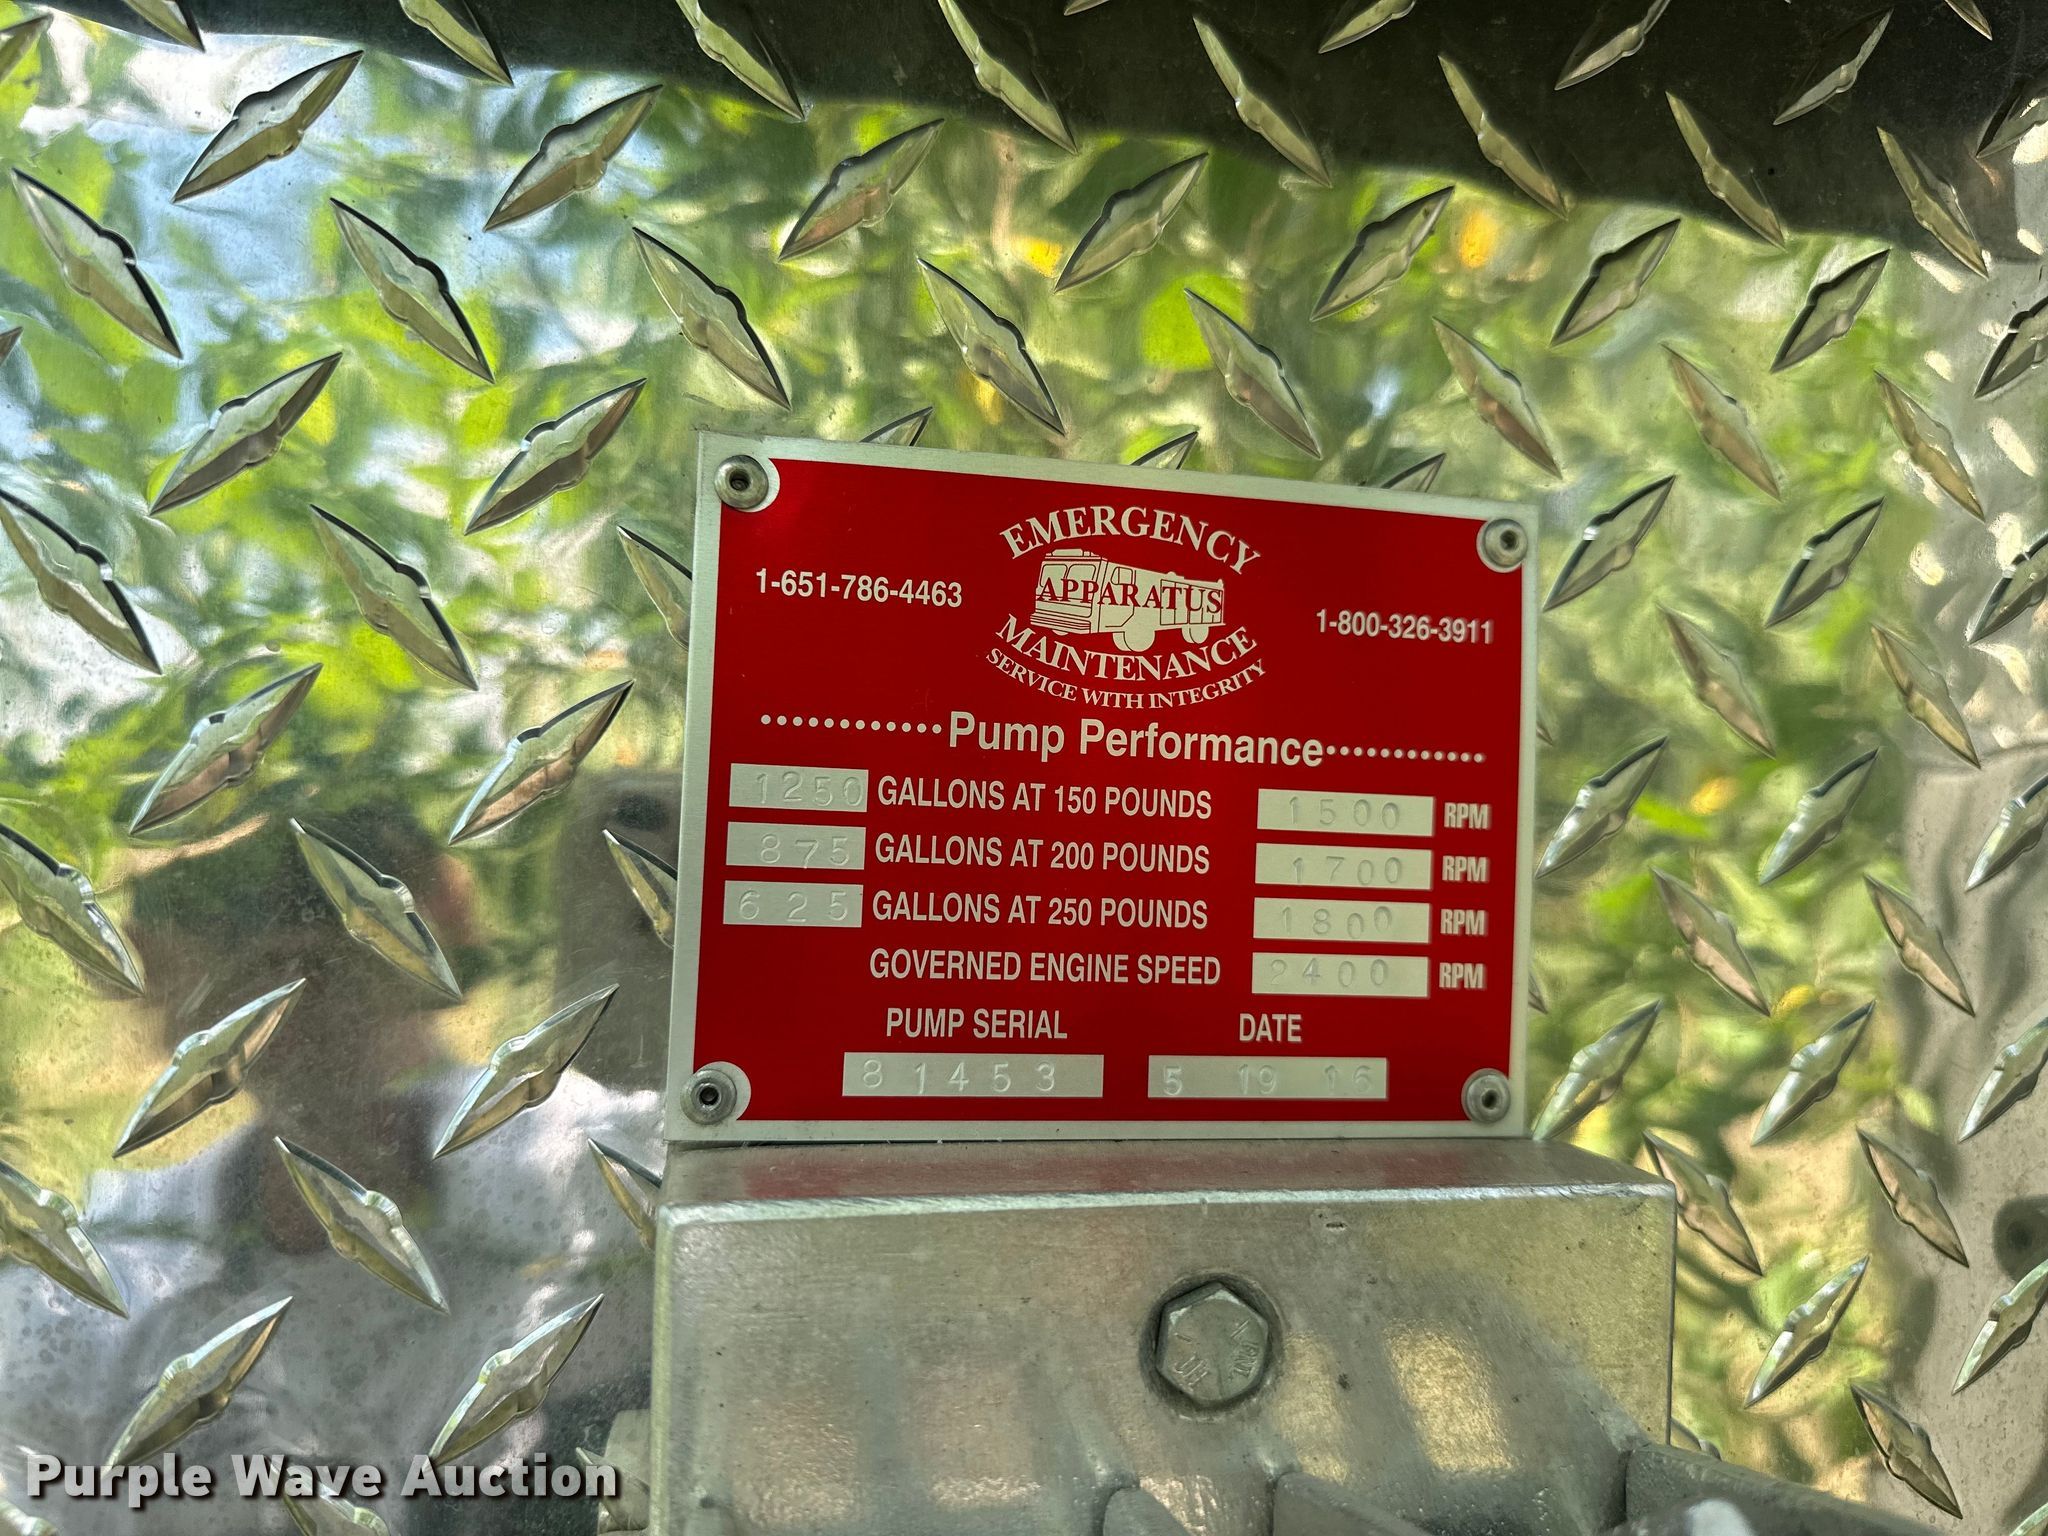 EMERGENCY
1-651-786-4463
APPARATUS
1-800-326-3911
MAINTENANCE
SERVICE WITH INTEGRITY
............Pump Performance............
1250 GALLONS AT 150 POUNDS 1500 RPM
875 GALLONS AT 200 POUNDS 1700 RPM
625 GALLONS AT 250 POUNDS 1800 RPM
GOVERNED ENGINE SPEED 2400 RPM
PUMP SERIAL DATE
81453 5 19 16
Purple Wave Auction